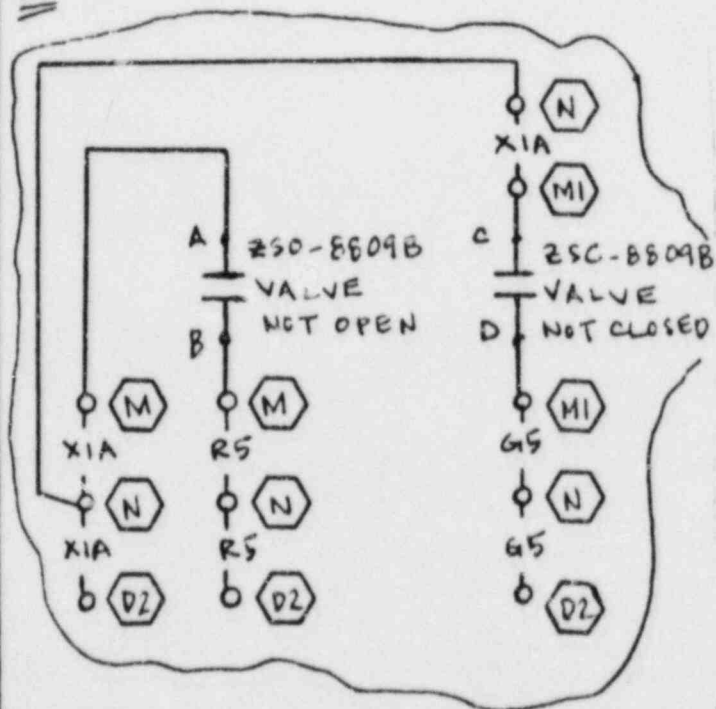 N
X1A
M1
A ZSO-8809B C ZSC-8809B
VALVE VALVE
NOT OPEN NOT CLOSED
B D
M M M1
X1A R5 G5
N N N
X1A R5 G5
D2 D2 D2